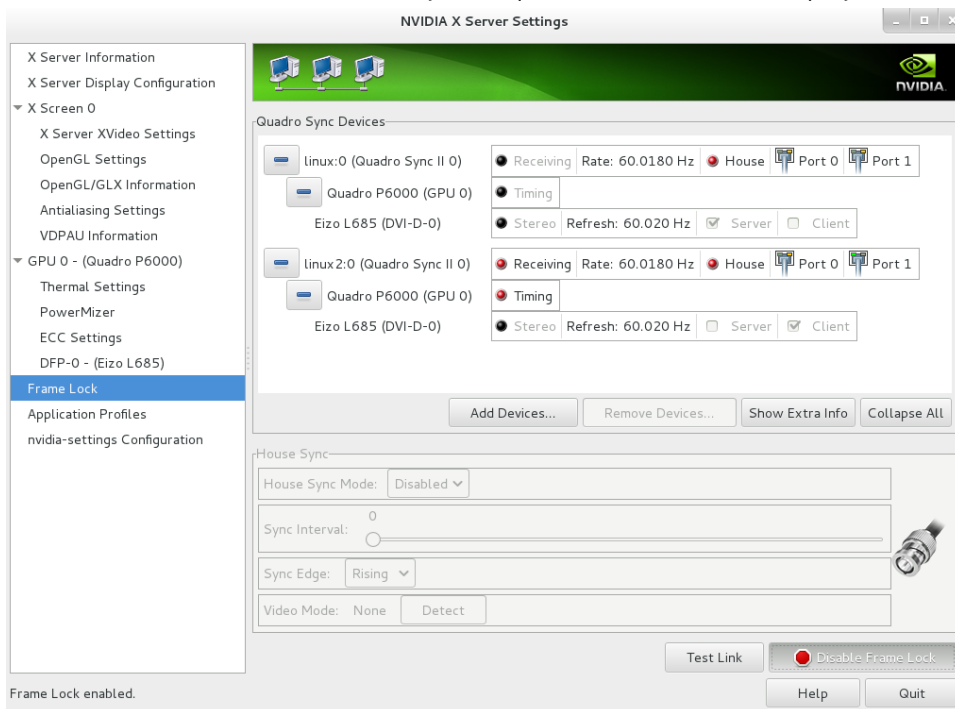 NVIDIA X Server Settings
X Server Information
X Server Display Configuration
X Screen 0
X Server XVideo Settings
OpenGL Settings
OpenGL/GLX Information
Antialiasing Settings
VDPAU Information
GPU 0 - (Quadro P6000)
Thermal Settings
PowerMizer
ECC Settings
DFP-0 - (Eizo L685)
Frame Lock
Application Profiles
nvidia-settings Configuration
NVIDIA.
Quadro Sync Devices
linux:0 (Quadro Sync II 0) Receiving Rate: 60.0180 Hz House Port 0 Port 1
Quadro P6000 (GPU 0) Timing
Eizo L685 (DVI-D-0) Stereo Refresh: 60.020 Hz Server Client
linux2:0 (Quadro Sync II 0) Receiving Rate: 60.0180 Hz House Port 0 Port 1
Quadro P6000 (GPU 0) Timing
Eizo L685 (DVI-D-0) Stereo Refresh: 60.020 Hz Server Client
Add Devices... Remove Devices... Show Extra Info Collapse All
House Sync
House Sync Mode: Disabled
0
Sync Interval:
Sync Edge: Rising
Video Mode: None Detect
Test Link Disable Frame Lock
Frame Lock enabled. Help Quit